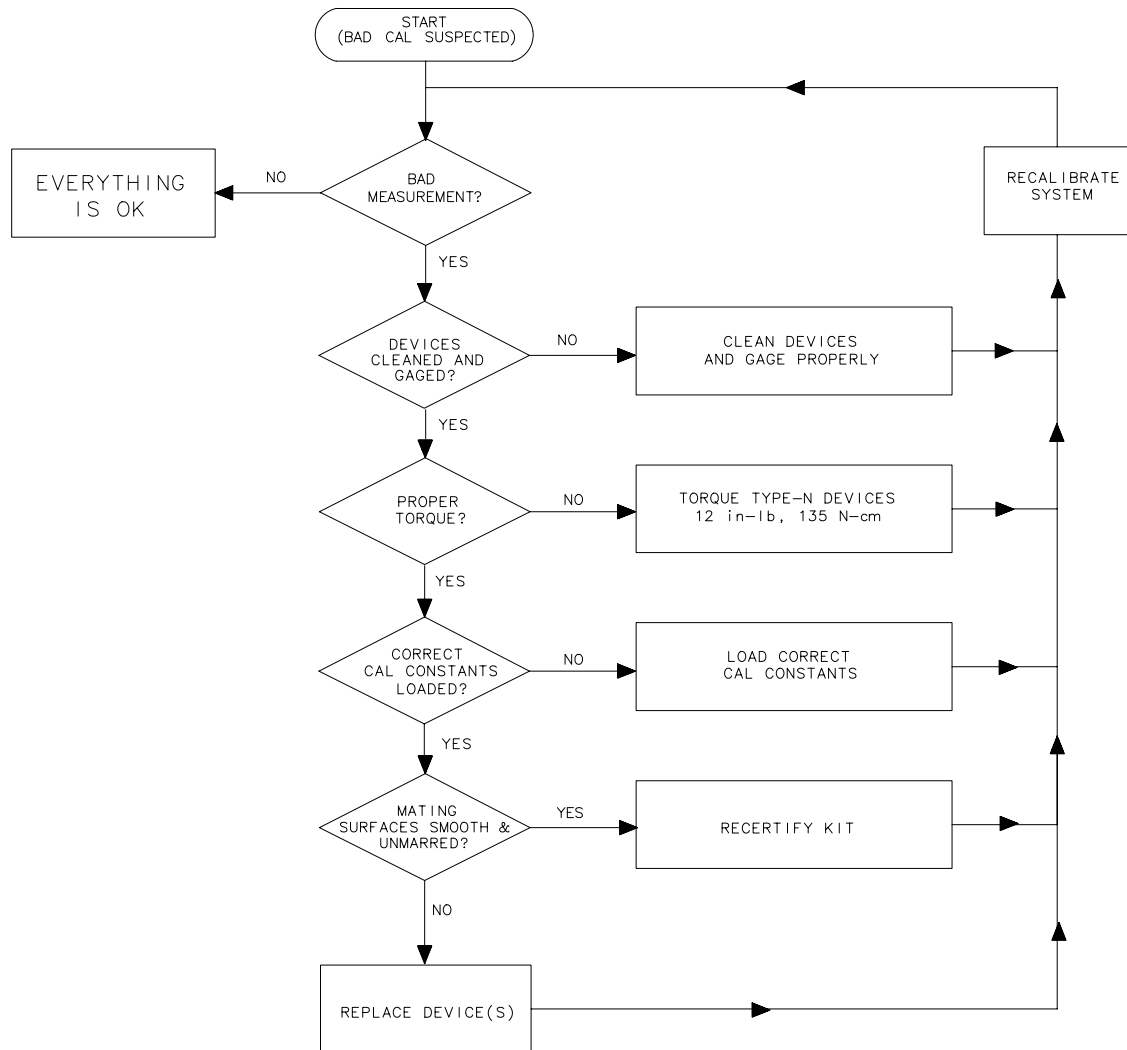 START
(BAD CAL SUSPECTED)
BAD
MEASUREMENT?
NO
EVERYTHING
IS OK
RECALIBRATE
SYSTEM
YES
DEVICES
CLEANED AND
GAGED?
NO
CLEAN DEVICES
AND GAGE PROPERLY
YES
PROPER
TORQUE?
NO
TORQUE TYPE-N DEVICES
12 in-lb, 135 N-cm
YES
CORRECT
CAL CONSTANTS
LOADED?
NO
LOAD CORRECT
CAL CONSTANTS
YES
MATING
SURFACES SMOOTH &
UNMARRED?
YES
RECERTIFY KIT
NO
REPLACE DEVICE(S)